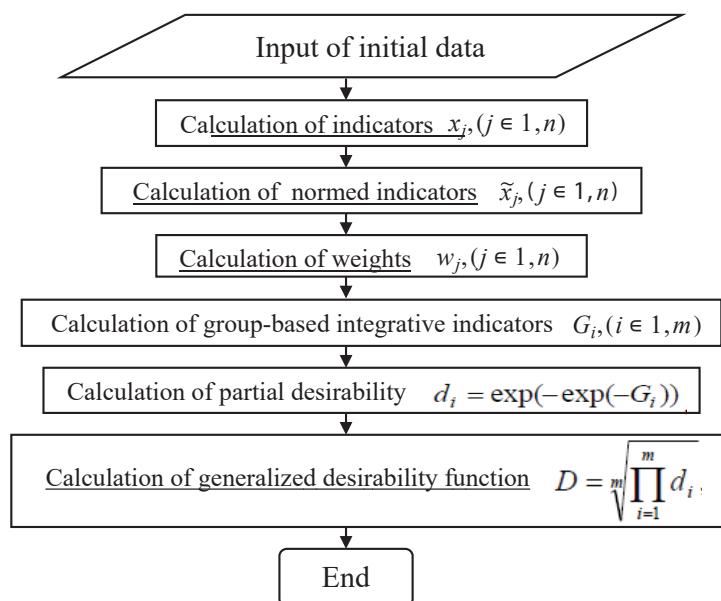 Input of initial data
Calculation of indicators x_j, (j ∈ 1, n)
Calculation of normed indicators x̃_j, (j ∈ 1, n)
Calculation of weights w_j, (j ∈ 1, n)
Calculation of group-based integrative indicators G_i, (i ∈ 1, m)
Calculation of partial desirability d_i = exp(−exp(−G_i)) .
Calculation of generalized desirability function D = \sqrt[m]{\prod_{i=1}^{m} d_i},
End